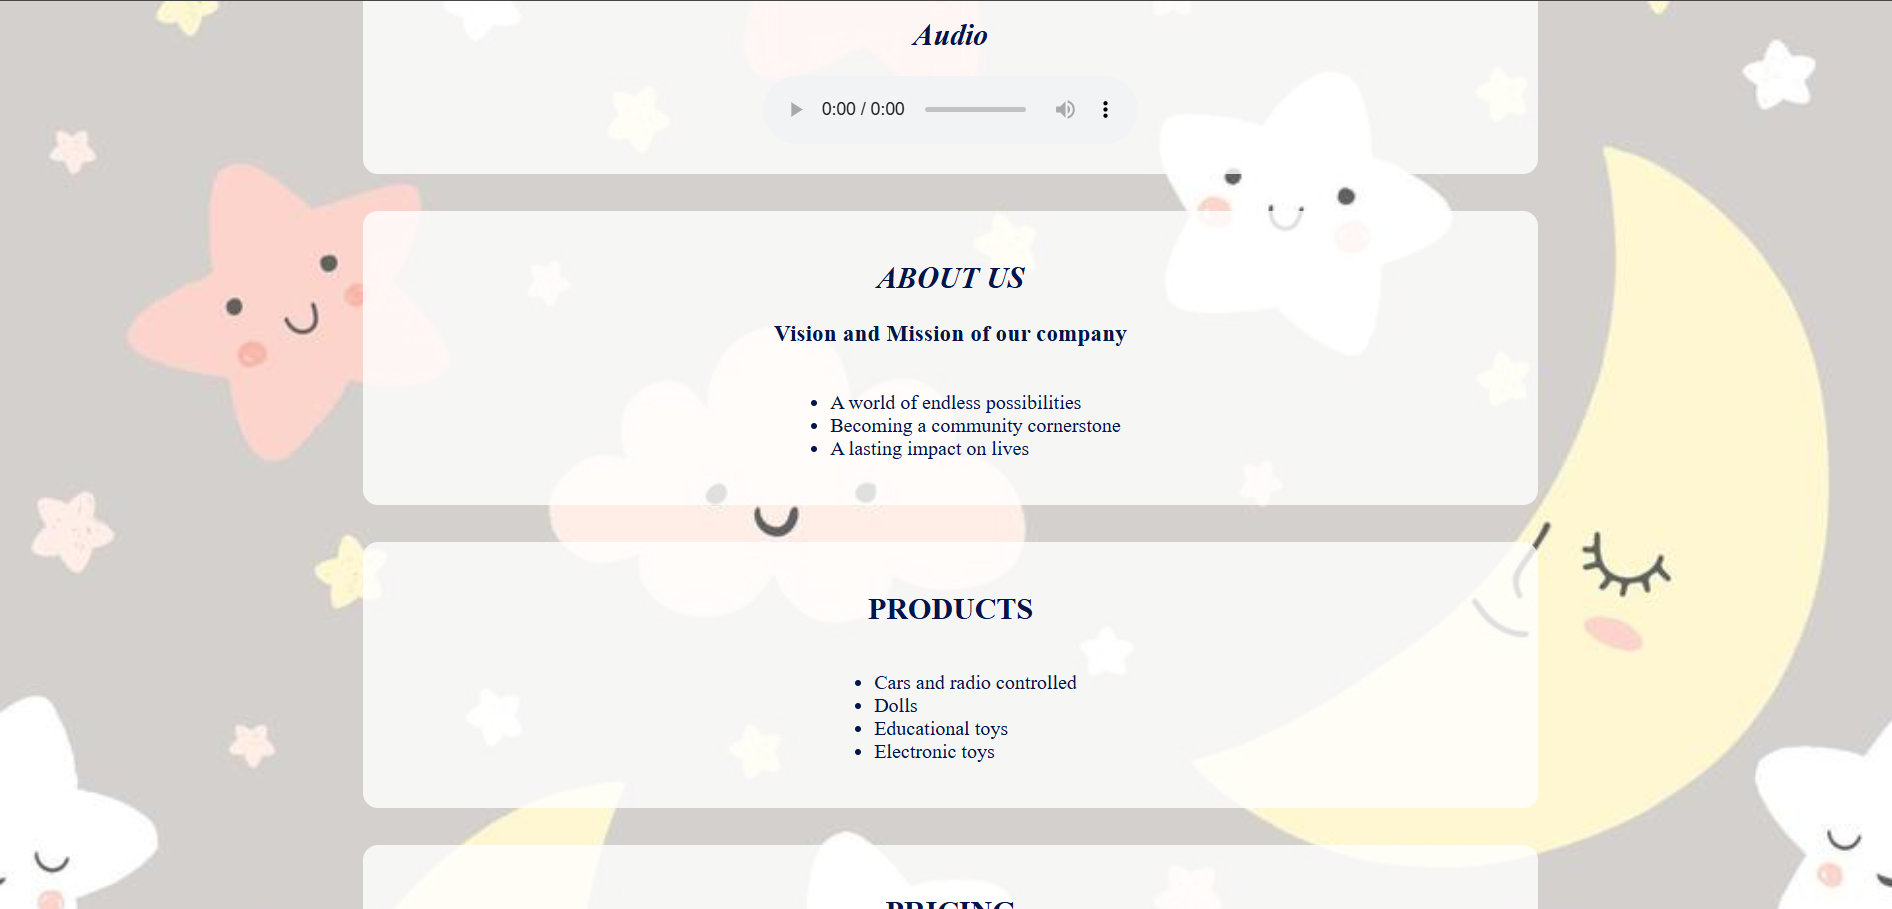 Audio
0:00 / 0:00
ABOUT US
Vision and Mission of our company
A world of endless possibilities
Becoming a community cornerstone
A lasting impact on lives
PRODUCTS
Cars and radio controlled
Dolls
Educational toys
Electronic toys
PRICING